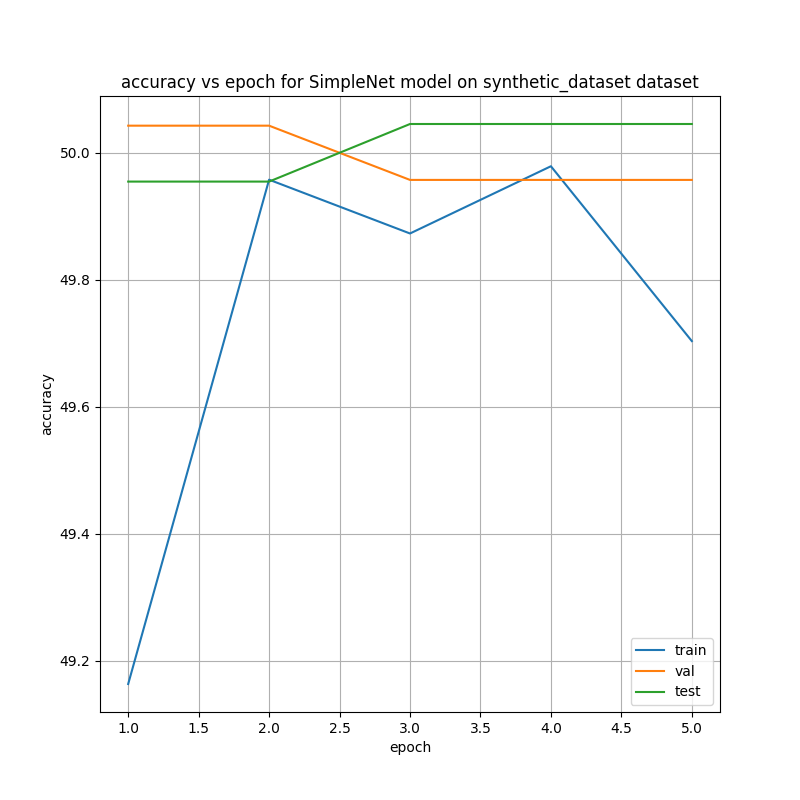 accuracy vs epoch for SimpleNet model on synthetic_dataset dataset
accuracy
50.0
49.8
49.6
49.4
49.2
train
val
test
1.0 1.5 2.0 2.5 3.0 3.5 4.0 4.5 5.0
epoch